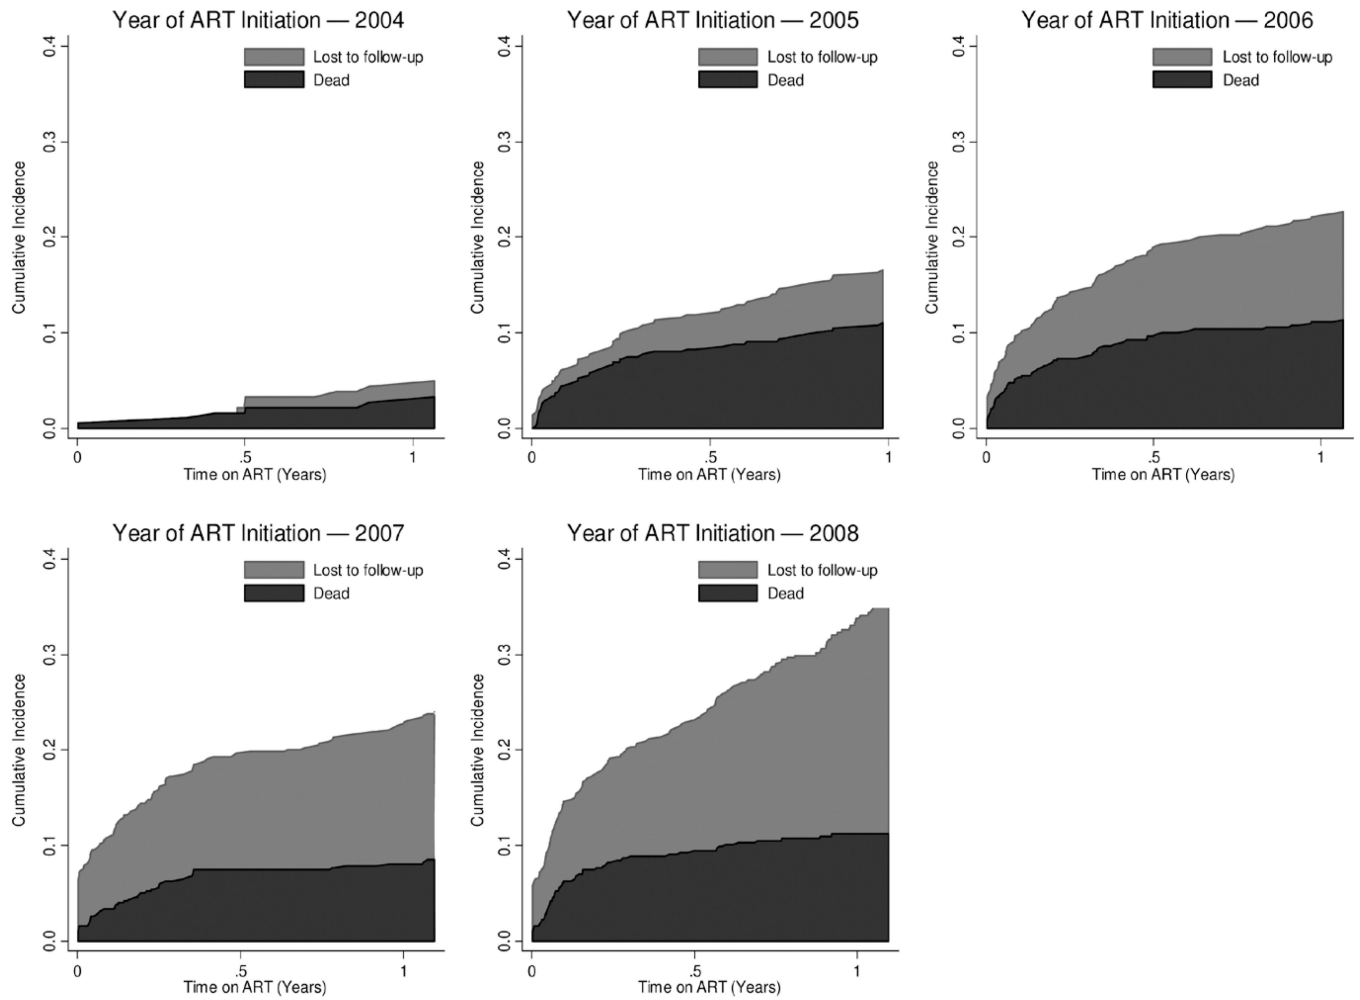 Year of ART Initiation — 2004
Lost to follow-up
Dead
Cumulative Incidence
0.4
0.3
0.2
0.1
0.0
0 .5 1
Time on ART (Years)
Year of ART Initiation — 2005
Lost to follow-up
Dead
Cumulative Incidence
0.4
0.3
0.2
0.1
0.0
0 .5 1
Time on ART (Years)
Year of ART Initiation — 2006
Lost to follow-up
Dead
Cumulative Incidence
0.4
0.3
0.2
0.1
0.0
0 .5 1
Time on ART (Years)
Year of ART Initiation — 2007
Lost to follow-up
Dead
Cumulative Incidence
0.4
0.3
0.2
0.1
0.0
0 .5 1
Time on ART (Years)
Year of ART Initiation — 2008
Lost to follow-up
Dead
Cumulative Incidence
0.4
0.3
0.2
0.1
0.0
0 .5 1
Time on ART (Years)